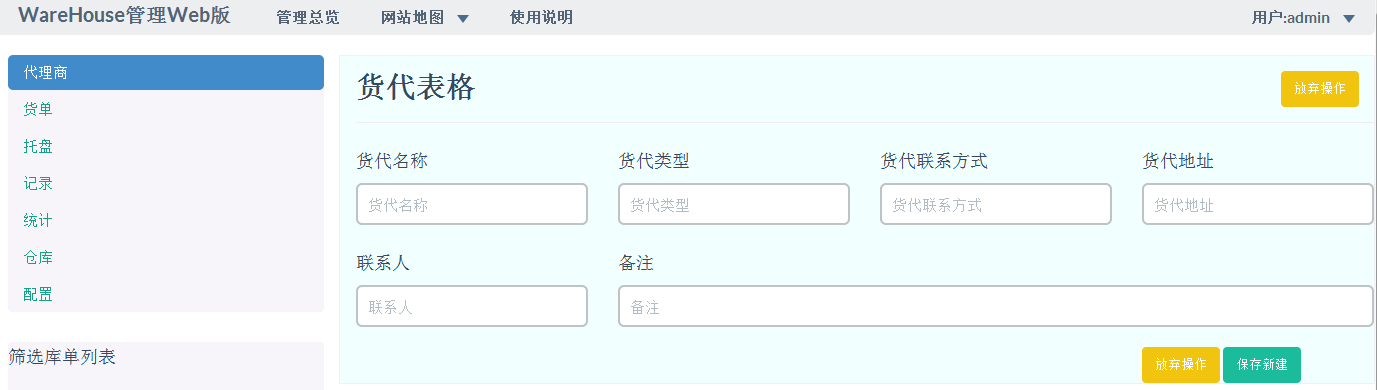 WareHouse管理Web版 管理总览 网站地图 使用说明 用户:admin
代理商
货单
托盘
记录
统计
仓库
配置
筛选库单列表
货代表格 放弃操作
货代名称 货代类型 货代联系方式 货代地址
货代名称 货代类型 货代联系方式 货代地址
联系人 备注
联系人 备注
放弃操作 保存新建